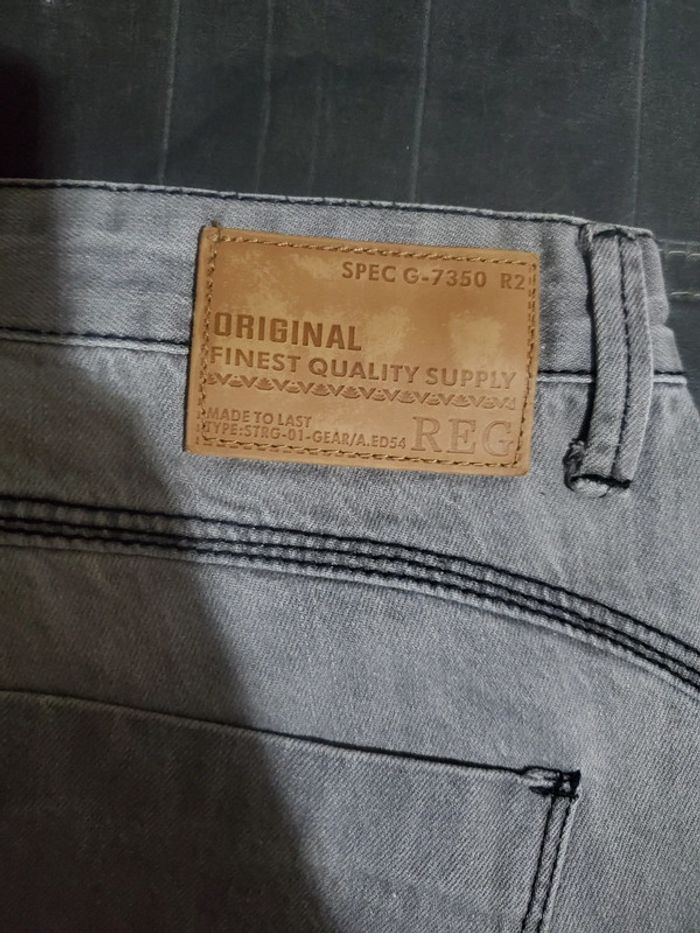 SPEC G-7350 R2
ORIGINAL
FINEST QUALITY SUPPLY
MADE TO LAST
TYPE:STRG-01-GEAR/A.ED54 REG